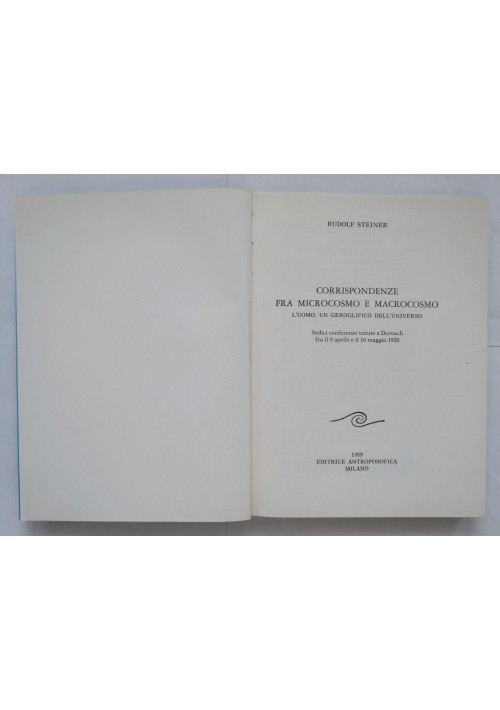 RUDOLF STEINER
CORRISPONDENZE
FRA MICROCOSMO E MACROCOSMO
L'UOMO, UN GEROGLIFICO DELL'UNIVERSO
Sedici conferenze tenute a Dornach
fra il 9 aprile e il 16 maggio 1920
1989
EDITRICE ANTROPOSOFICA
MILANO